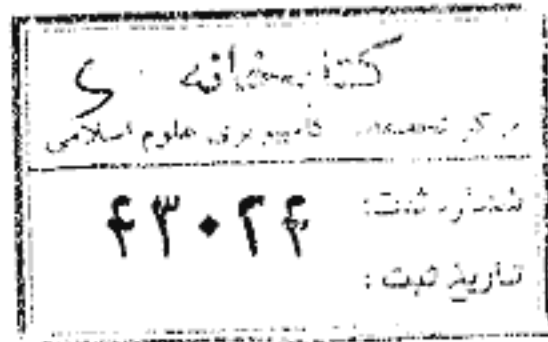 کتابخانه
مرکز تحقیقات کامپیوتری علوم اسلامی
شماره ثبت: ۴۳۰۲۴
تاریخ ثبت: